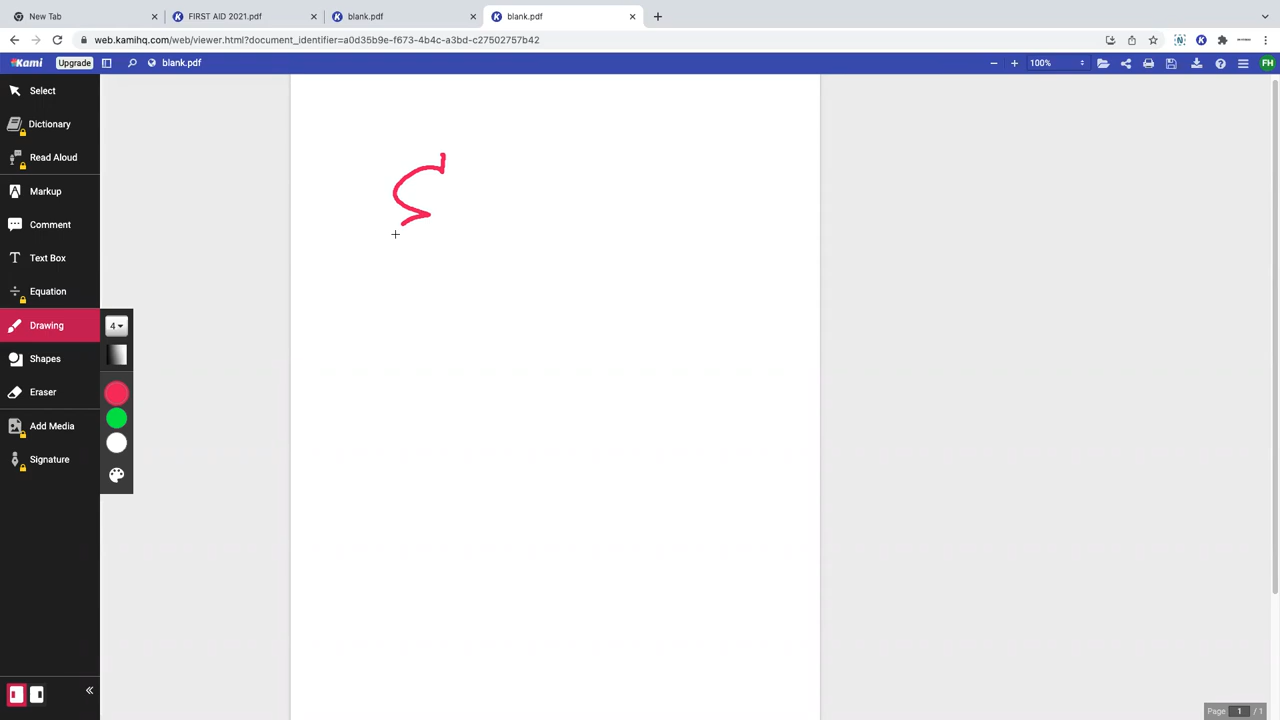 New Tab FIRST AID 2021.pdf blank.pdf blank.pdf
web.kamihq.com/web/viewer.html?document_identifier=a0d35b9e-f673-4b4c-a3bd-c27502757b42
Kami Upgrade blank.pdf 100% FH
Select
Dictionary
Read Aloud
Markup
Comment
Text Box
Equation
Drawing 4
Shapes
Eraser
Add Media
Signature
Page 1 / 1